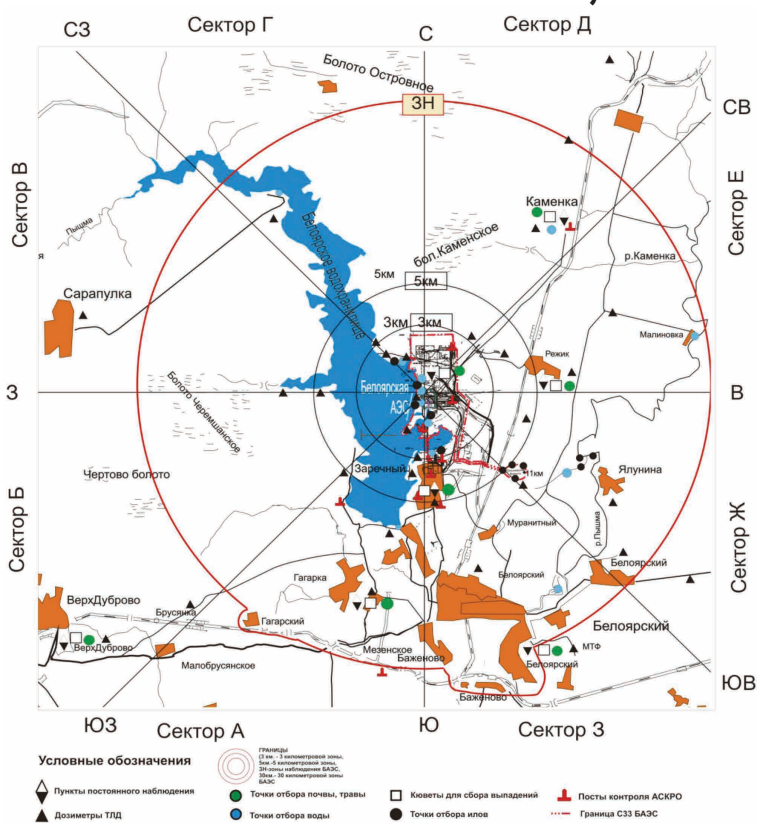 Сектор Г
Сектор Д
СЗ
С
Болото Островное
ЗН
СВ
Сектор В
Сектор Е
Каменка
Пышма
Белоярское водохранилище
бол.Каменское
р.Каменка
я
5км
5км
Сарапулка
3км
3км
Малиновка
Режик
З
Белоярская
АЭС
В
Болото Черемшанское
Заречный
11км
Ялунина
Чертово болото
Сектор Б
Мураnитный
р.Пышма
Сектор Ж
Белоярский
Белоярский
Гагарка
ВерхДуброво
Брусянка
Гагарский
Белоярский
ВерхДуброво
Мезенское
МТФ
Малобрусянское
Баженово
Белоярский
Баженово
ЮВ
ЮЗ
Сектор А
Ю
Сектор З
Условные обозначения
ГРАНИЦЫ
(3 км. - 3 километровой зоны,
5км.-5 километровой зоны,
ЗН-зоны наблюдения БАЭС,
30км.- 30 километровой зоны
БАЭС
Пункты постоянного наблюдения
Точки отбора почвы, травы
Кюветы для сбора выпадений
Посты контроля АСКРО
Дозиметры ТЛД
Точки отбора воды
Точки отбора илов
Граница СЗЗ БАЭС